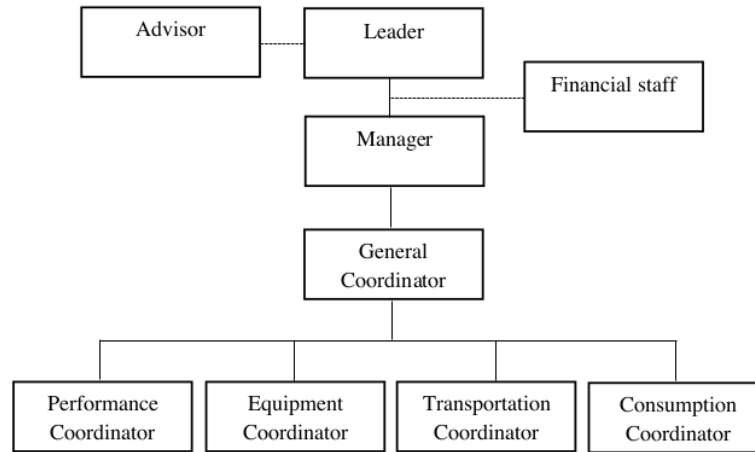 Advisor
Leader
Financial staff
Manager
General
Coordinator
Performance
Coordinator
Equipment
Coordinator
Transportation
Coordinator
Consumption
Coordinator